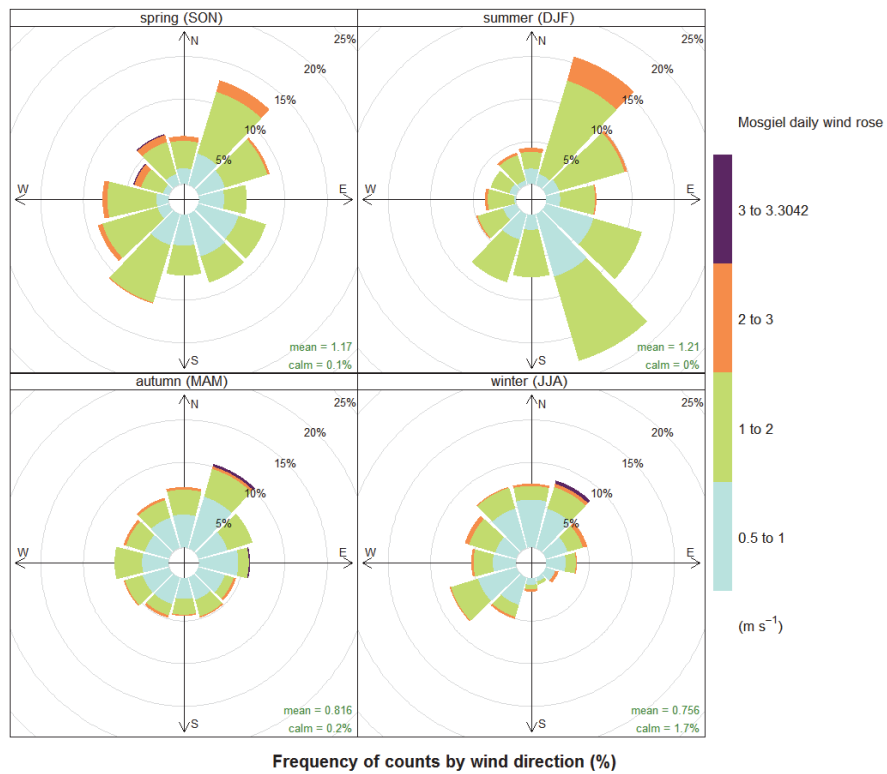 spring (SON)
25%
20%
15%
10%
5%
N
W
E
S
mean = 1.17
calm = 0.1%
summer (DJF)
25%
20%
15%
10%
5%
N
W
E
S
mean = 1.21
calm = 0%
autumn (MAM)
25%
20%
15%
10%
5%
N
W
E
S
mean = 0.816
calm = 0.2%
winter (JJA)
25%
20%
15%
10%
5%
N
W
E
S
mean = 0.756
calm = 1.7%
Mosgiel daily wind rose
3 to 3.3042
2 to 3
1 to 2
0.5 to 1
(m s⁻¹)
Frequency of counts by wind direction (%)